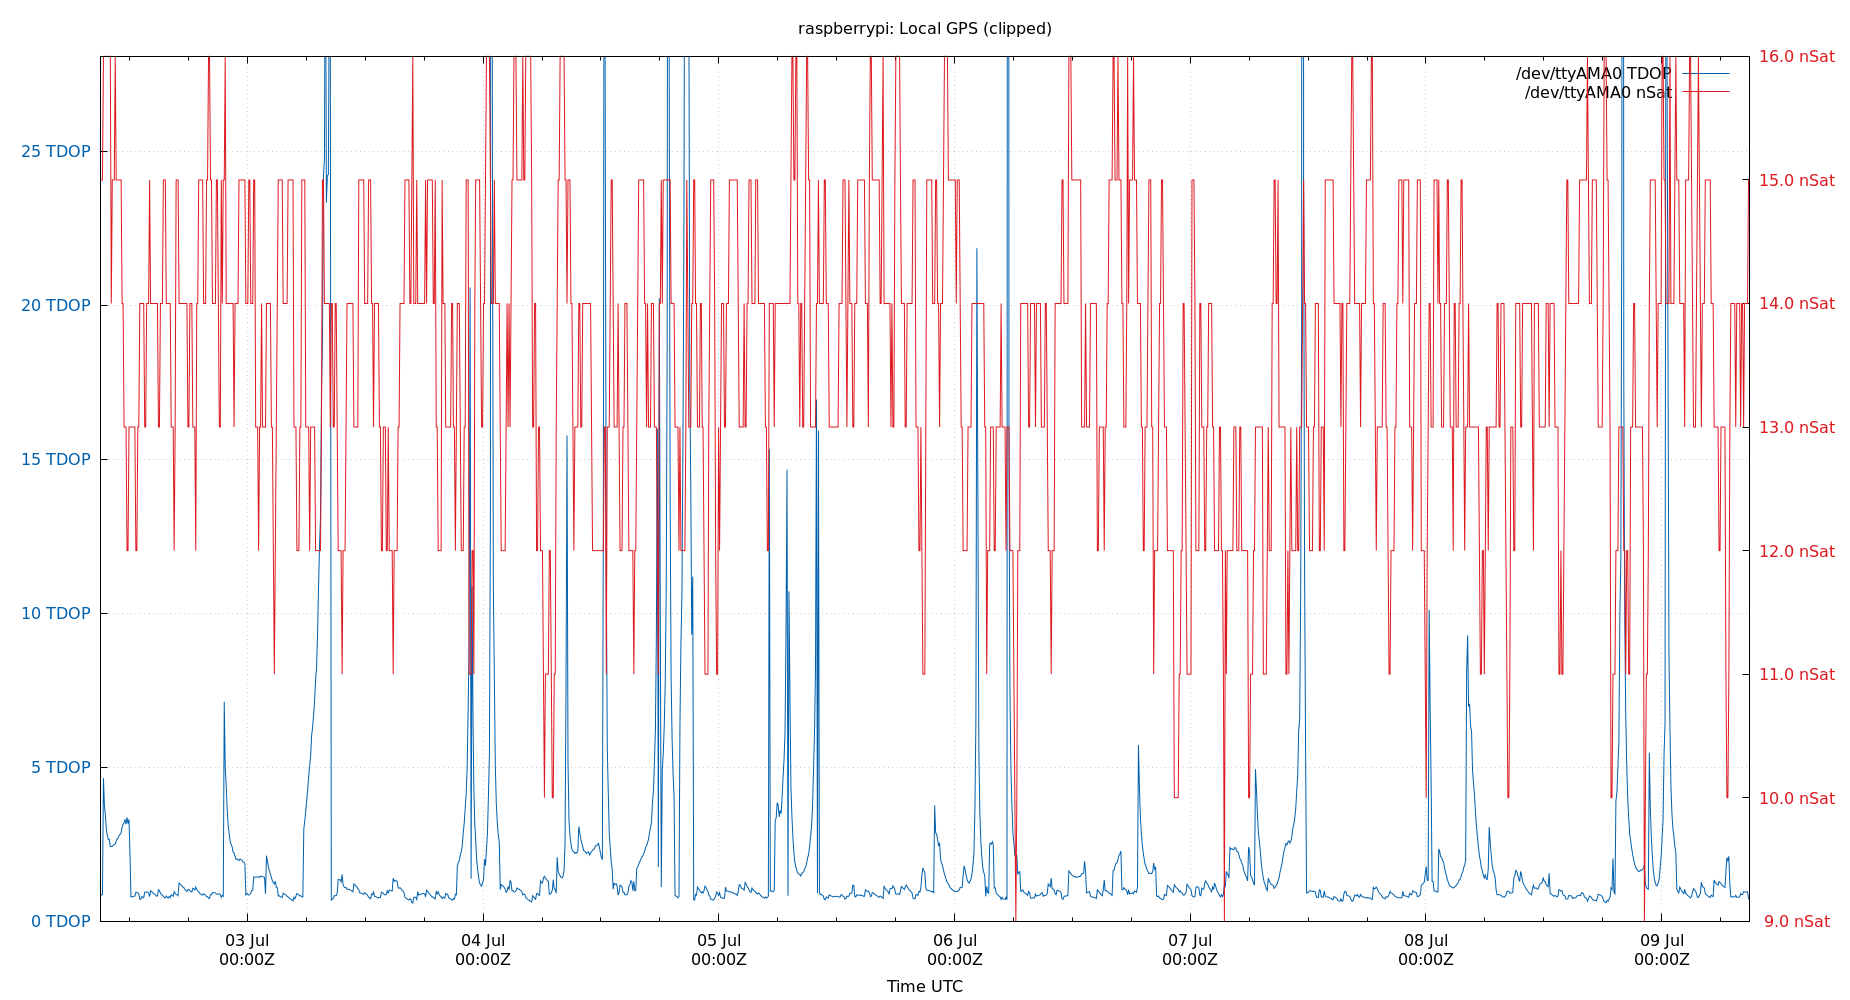 raspberrypi: Local GPS (clipped)
/dev/ttyAMA0 TDOP
/dev/ttyAMA0 nSat
25 TDOP
20 TDOP
15 TDOP
10 TDOP
5 TDOP
0 TDOP
16.0 nSat
15.0 nSat
14.0 nSat
13.0 nSat
12.0 nSat
11.0 nSat
10.0 nSat
9.0 nSat
03 Jul
00:00Z
04 Jul
00:00Z
05 Jul
00:00Z
06 Jul
00:00Z
07 Jul
00:00Z
08 Jul
00:00Z
09 Jul
00:00Z
Time UTC